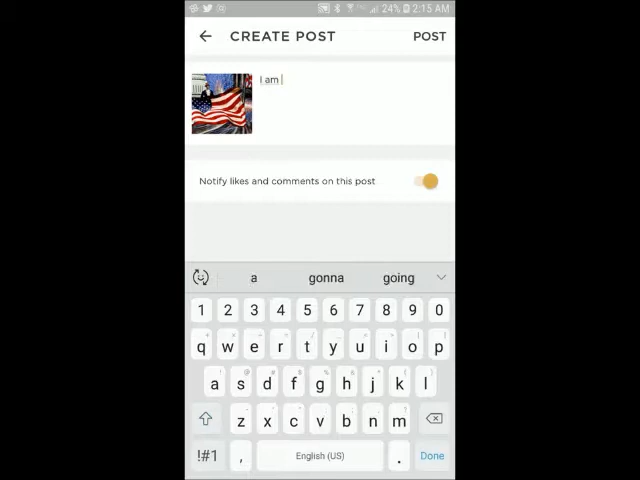 24% 2:15 AM
CREATE POST POST
I am
Notify likes and comments on this post
a gonna going
1 2 3 4 5 6 7 8 9 0
q w e r t y u i o p
a s d f g h j k l
z x c v b n m
!#1 , English (US) . Done